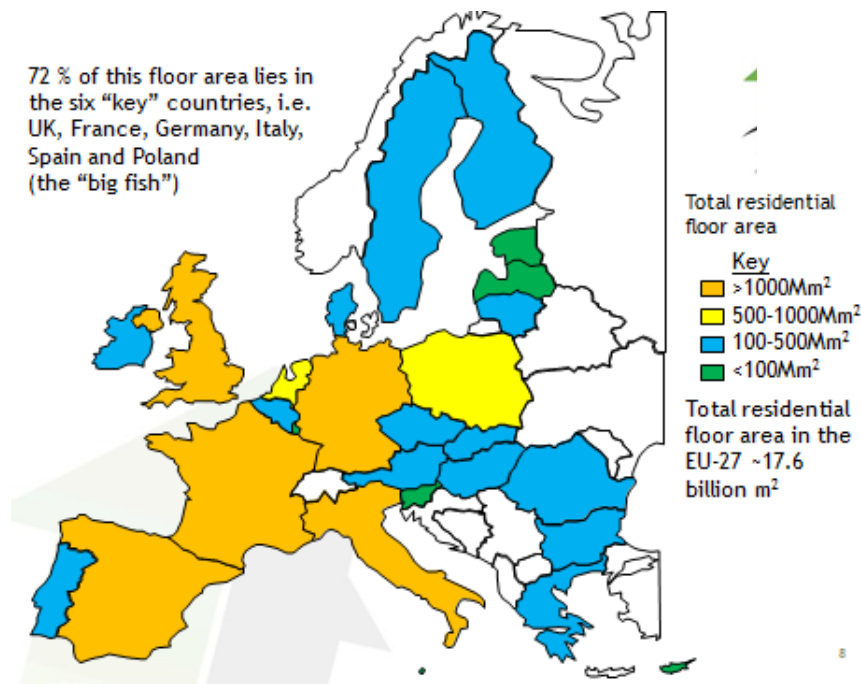 72 % of this floor area lies in
the six “key” countries, i.e.
UK, France, Germany, Italy,
Spain and Poland
(the “big fish”)
Total residential
floor area
Key
>1000Mm²
500-1000Mm²
100-500Mm²
<100Mm²
Total residential
floor area in the
EU-27 ~17.6
billion m²
8